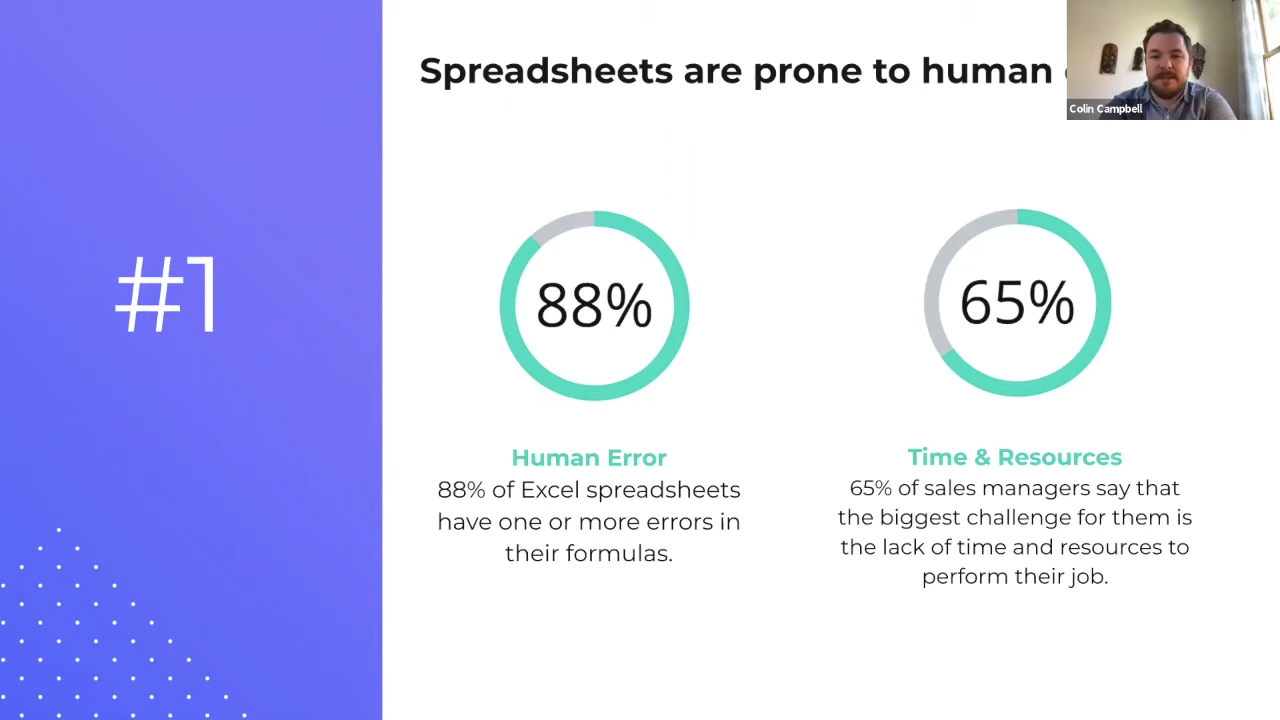 #1
Spreadsheets are prone to human
Colin Campbell
88%
Human Error
88% of Excel spreadsheets
have one or more errors in
their formulas.
65%
Time & Resources
65% of sales managers say that
the biggest challenge for them is
the lack of time and resources to
perform their job.